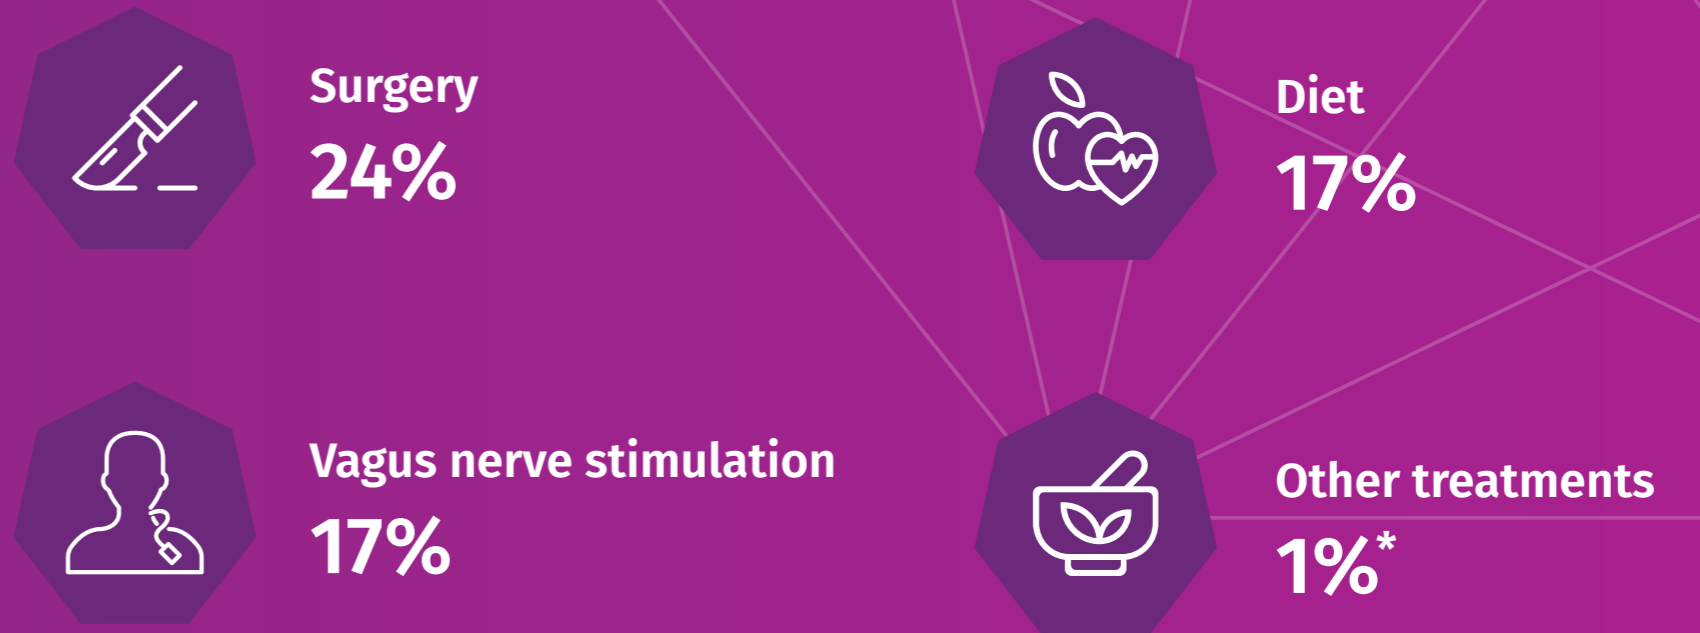 Surgery
24%
Diet
17%
Vagus nerve stimulation
17%
Other treatments
1%*